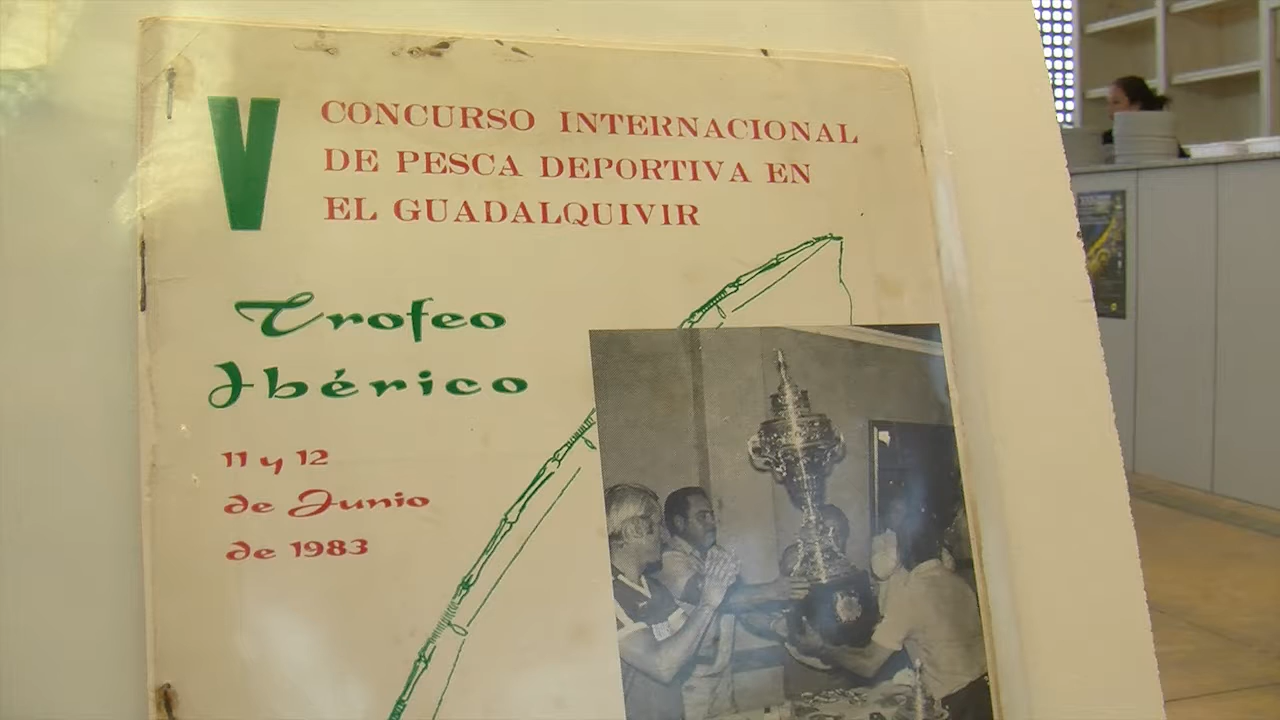 V CONCURSO INTERNACIONAL
DE PESCA DEPORTIVA EN
EL GUADALQUIVIR
Trofeo
Ibérico
11 y 12
de Junio
de 1983